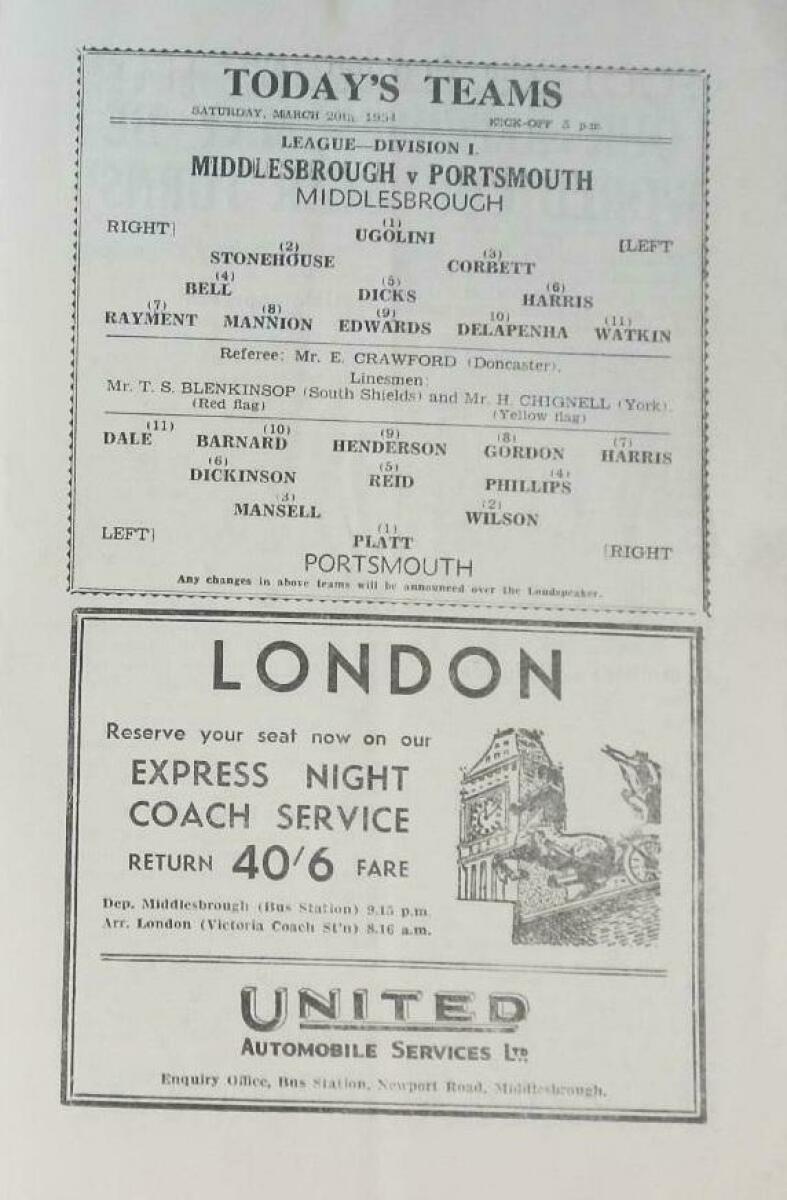 TODAY'S TEAMS
SATURDAY, MARCH 20th, 1954 KICK-OFF 3 p.m.
LEAGUE—DIVISION I.
MIDDLESBROUGH v PORTSMOUTH
MIDDLESBROUGH
RIGHT] (1) [LEFT
UGOLINI
(2) (3)
STONEHOUSE CORBETT
(4) (5) (6)
BELL DICKS HARRIS
(7) (8) (9) 10) (11)
RAYMENT MANNION EDWARDS DELAPENHA WATKIN
Referee: Mr. E. CRAWFORD (Doncaster).
Linesmen:
Mr. T. S. BLENKINSOP (South Shields) and Mr. H. CHIGNELL (York).
(Red flag) (Yellow flag)
(11) (10) (9) (8) (7)
DALE BARNARD HENDERSON GORDON HARRIS
(6) (5) (4)
DICKINSON REID PHILLIPS
(3) (2)
MANSELL WILSON
LEFT] (1) [RIGHT
PLATT
PORTSMOUTH
Any changes in above teams will be announced over the Loudspeaker.
LONDON
Reserve your seat now on our
EXPRESS NIGHT
COACH SERVICE
RETURN 40/6 FARE
Dep. Middlesbrough (Bus Station) 9.15 p.m.
Arr. London (Victoria Coach St'n) 8.16 a.m.
UNITED
AUTOMOBILE SERVICES LTD
Enquiry Office, Bus Station, Newport Road, Middlesbrough.